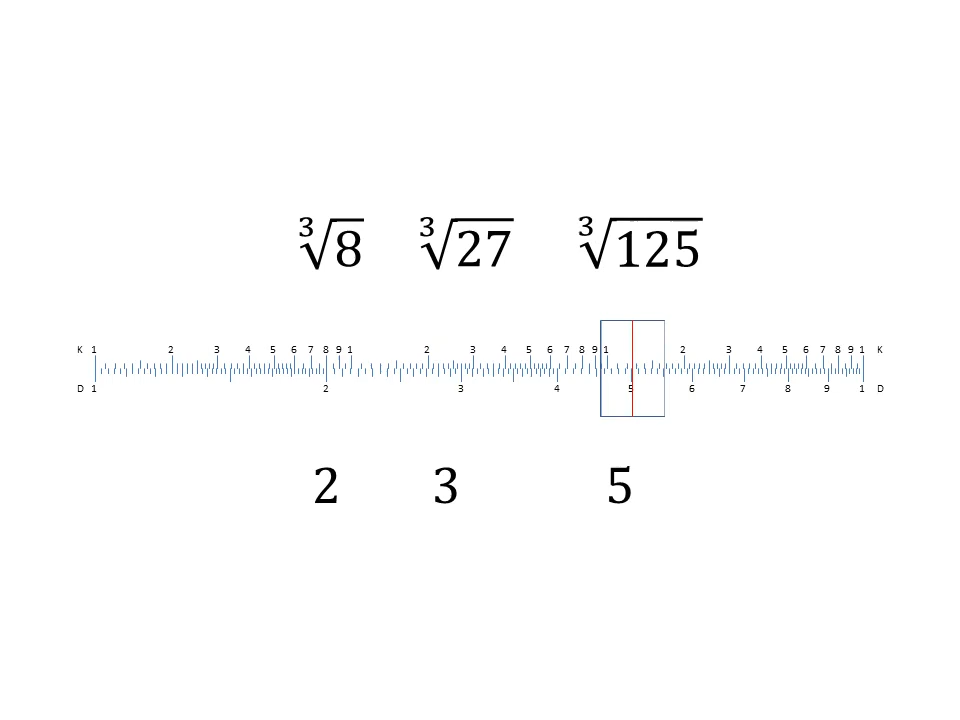 ∛8 ∛27 ∛125
K 1 2 3 4 5 6 7 8 9 1 2 3 4 5 6 7 8 9 1 2 3 4 5 6 7 8 9 1 K
D 1 2 3 4 5 6 7 8 9 1 D
2 3 5